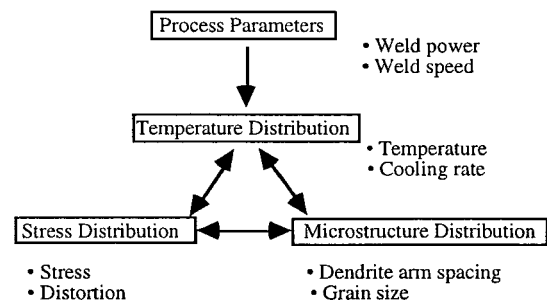 Process Parameters
• Weld power
• Weld speed
Temperature Distribution
• Temperature
• Cooling rate
Stress Distribution
Microstructure Distribution
• Stress
• Distortion
• Dendrite arm spacing
• Grain size